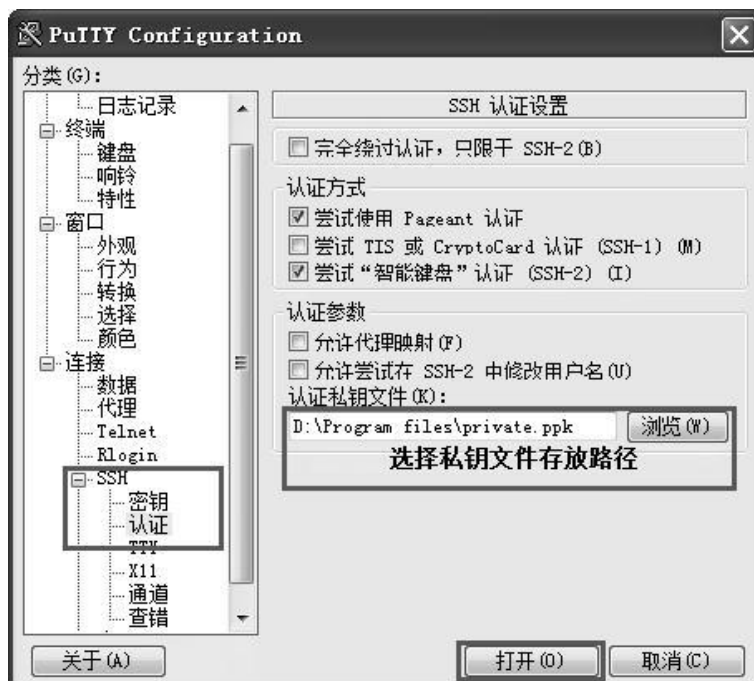 PuTTY Configuration
分类(G):
日志记录
终端
键盘
响铃
特性
窗口
外观
行为
转换
选择
颜色
连接
数据
代理
Telnet
Rlogin
SSH
密钥
认证
TTY
X11
通道
查错
SSH 认证设置
完全绕过认证，只限于 SSH-2(B)
认证方式
尝试使用 Pageant 认证
尝试 TIS 或 CryptoCard 认证 (SSH-1) (M)
尝试“智能键盘”认证 (SSH-2) (I)
认证参数
允许代理映射(F)
允许尝试在 SSH-2 中修改用户名(U)
认证私钥文件(K):
D:\Program files\private.ppk 浏览(W)
选择私钥文件存放路径
关于(A) 打开(O) 取消(C)